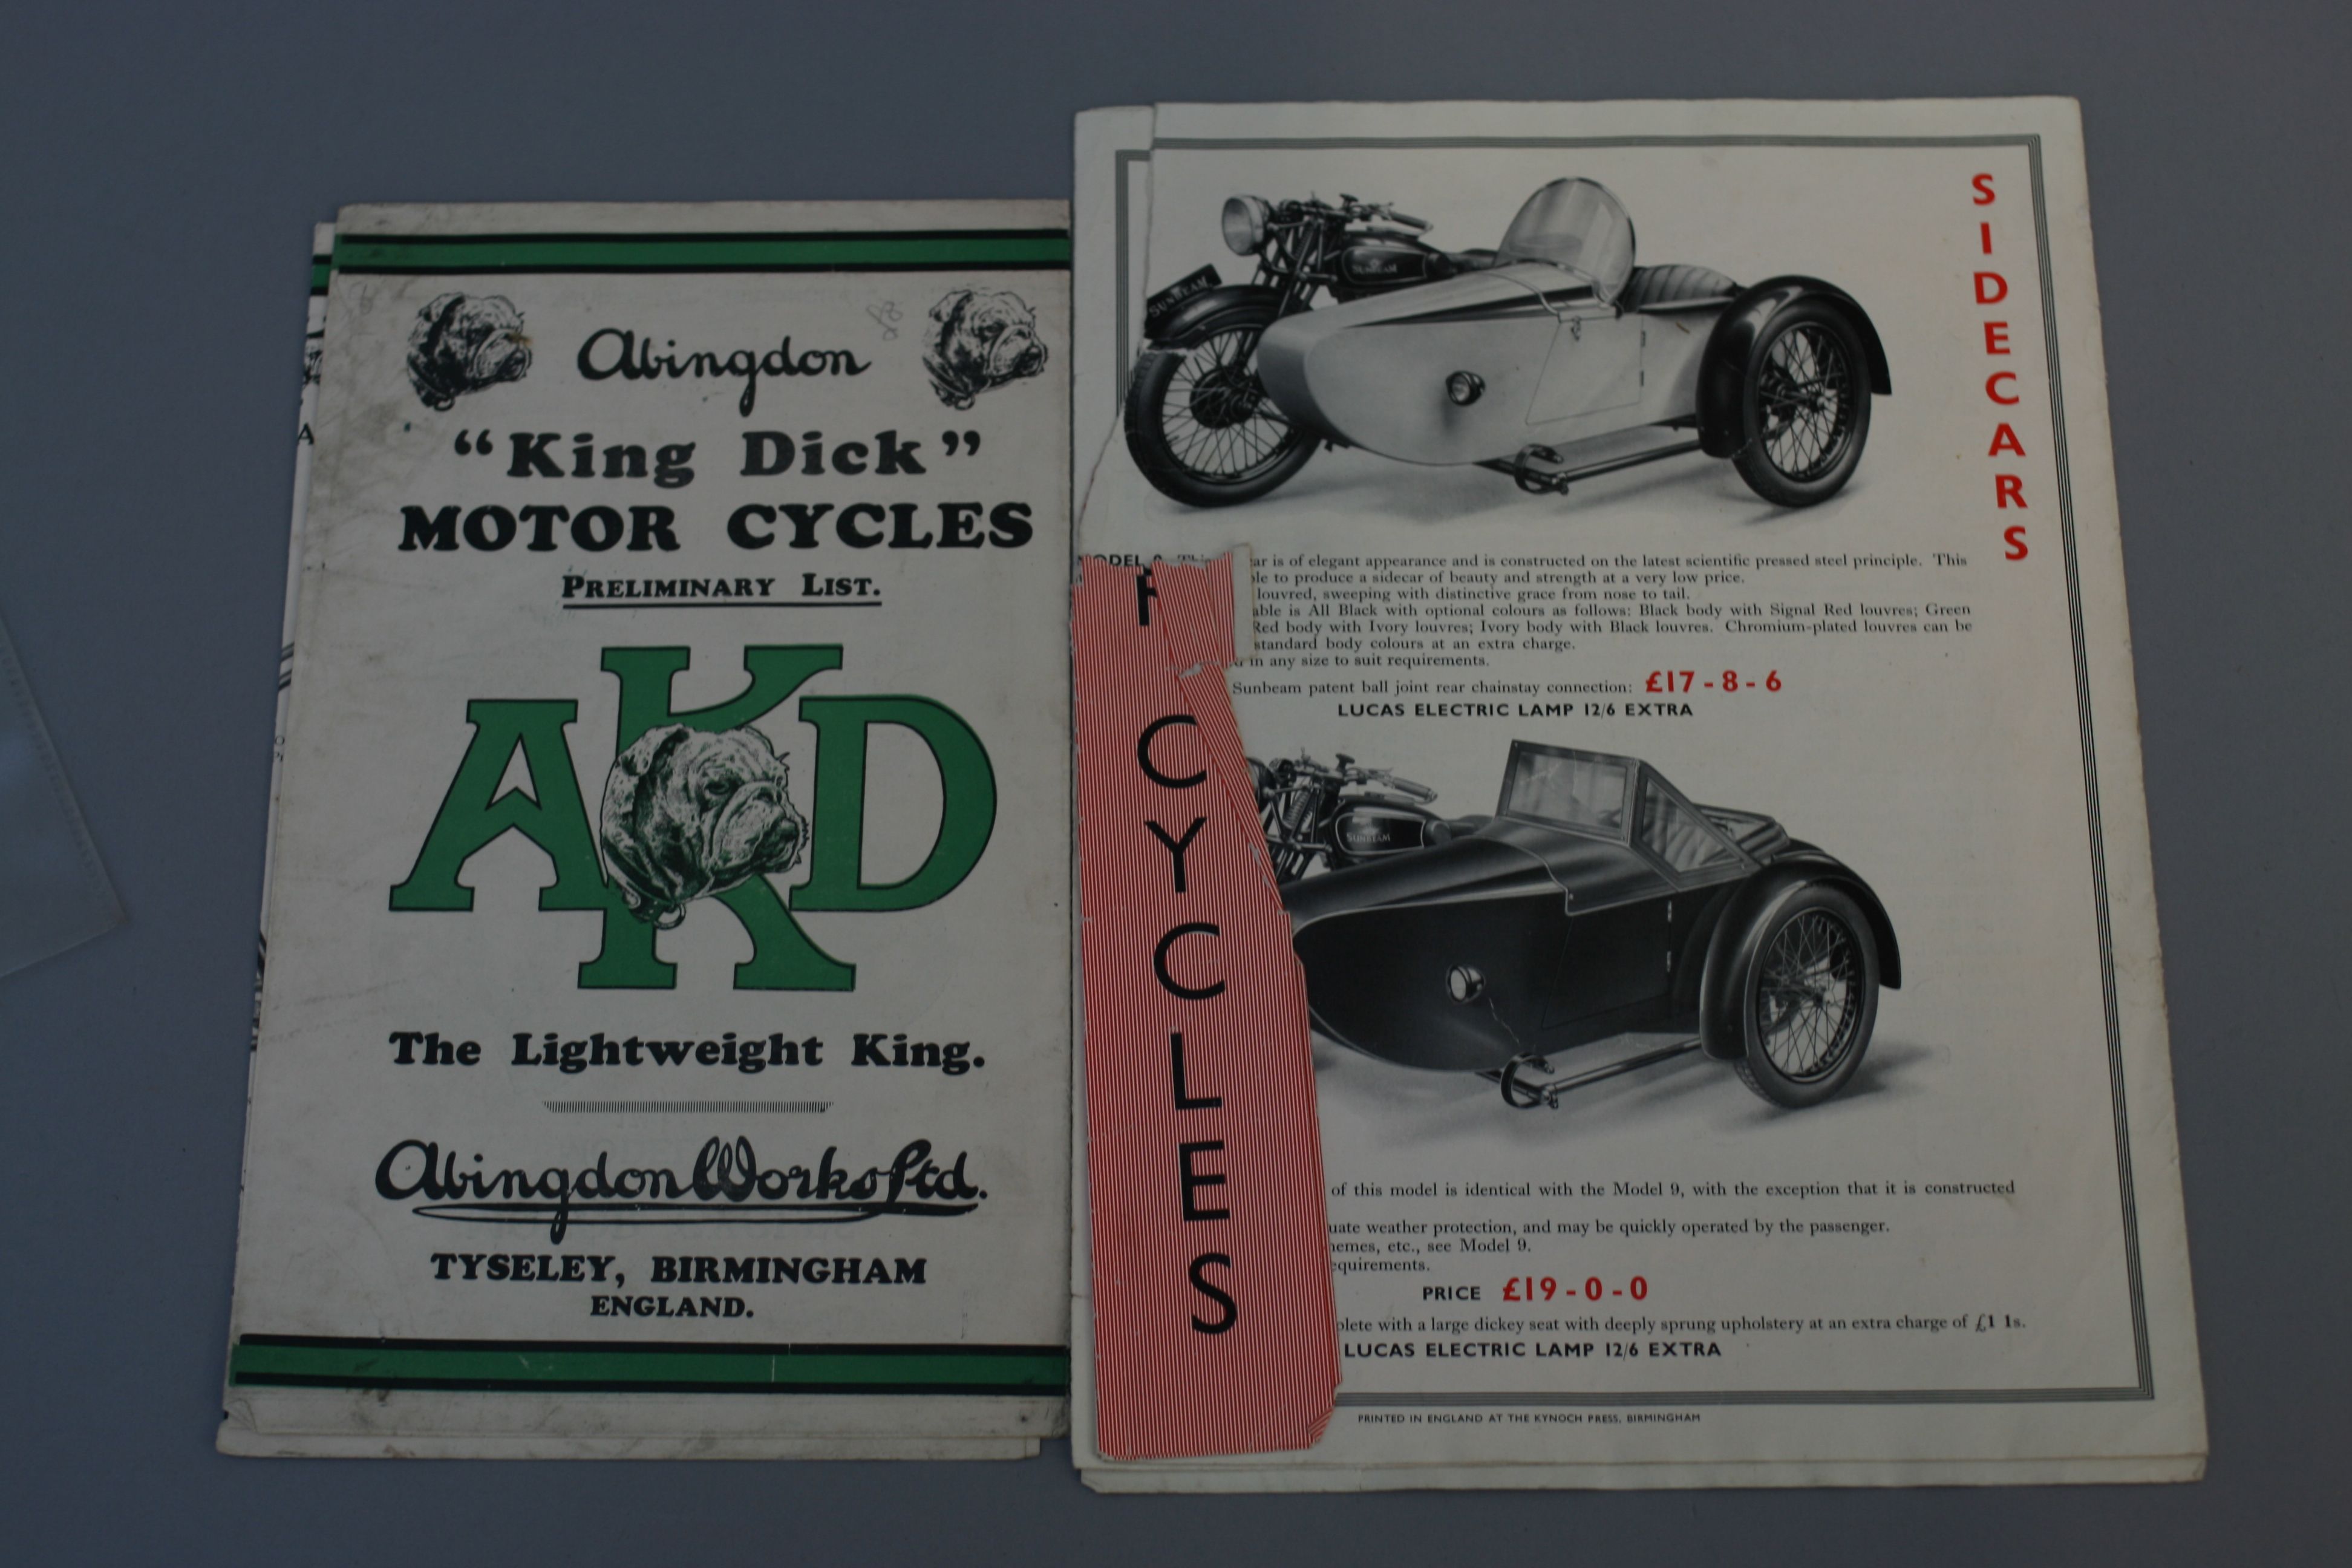 Abingdon
"King Dick"
MOTOR CYCLES
PRELIMINARY LIST.
AKD
The Lightweight King.
Abingdon Works Ltd.
TYSELEY, BIRMINGHAM
ENGLAND.
A
SIDECARS
SUNBEAM
SUNBEAM
is of elegant appearance and is constructed on the latest scientific pressed steel principle. This
to produce a sidecar of beauty and strength at a very low price.
louvred, sweeping with distinctive grace from nose to tail.
is All Black with optional colours as follows: Black body with Signal Red louvres; Green
Red body with Ivory louvres; Ivory body with Black louvres. Chromium-plated louvres can be
standard body colours at an extra charge.
in any size to suit requirements.
Sunbeam patent ball joint rear chainstay connection: £17-8-6
LUCAS ELECTRIC LAMP 12/6 EXTRA
CYCLES
SUNBEAM
of this model is identical with the Model 9, with the exception that it is constructed
weather protection, and may be quickly operated by the passenger.
etc., see Model 9.
PRICE £19-0-0
with a large dickey seat with deeply sprung upholstery at an extra charge of £1 1s.
LUCAS ELECTRIC LAMP 12/6 EXTRA
PRINTED IN ENGLAND AT THE KYNOCH PRESS, BIRMINGHAM